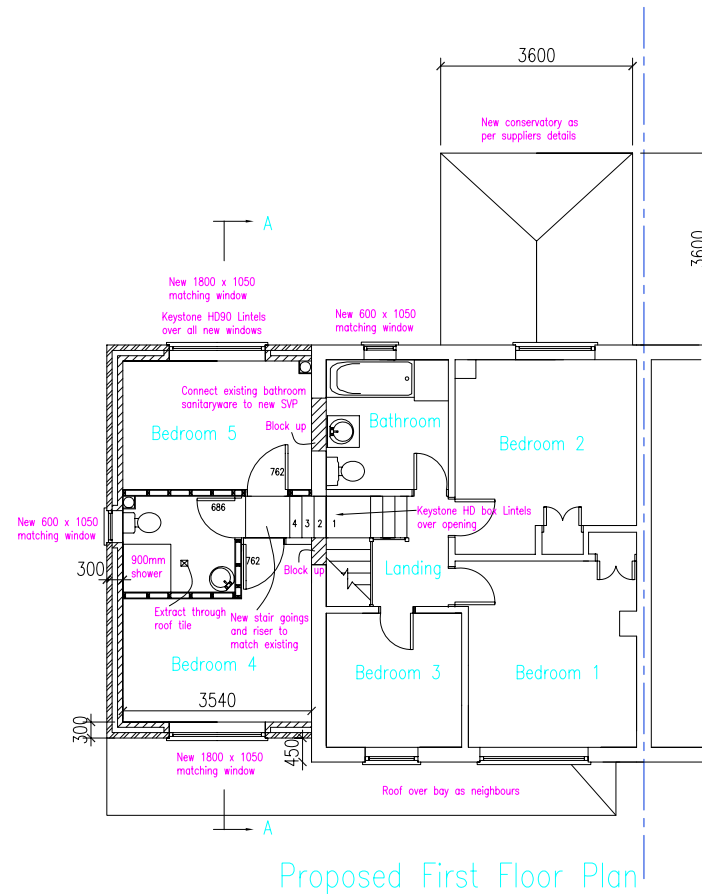 3600
New conservatory as
per suppliers details
A
3600
New 1800 x 1050
matching window
Keystone HD90 Lintels
over all new windows
New 600 x 1050
matching window
Connect existing bathroom
sanitaryware to new SVP
Bathroom
Block up
Bedroom 5
Bedroom 2
762
686
Keystone HD box Lintels
over opening
4 3 2 1
New 600 x 1050
matching window
900mm
shower
762
300
Block up
Landing
Extract through
roof tile
New stair goings
and riser to
match existing
Bedroom 4
Bedroom 3
Bedroom 1
3540
300
450
New 1800 x 1050
matching window
Roof over bay as neighbours
A
Proposed First Floor Plan